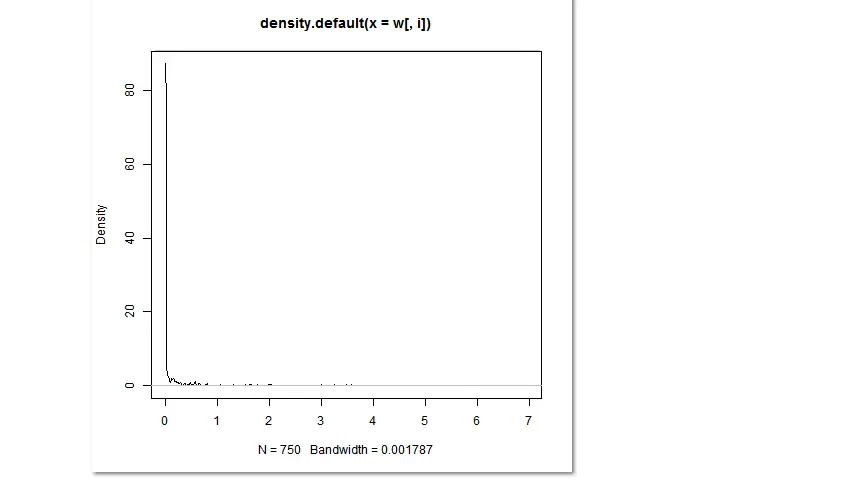 density.default(x = w[, i])
Density
80
60
40
20
0
0 1 2 3 4 5 6 7
N = 750 Bandwidth = 0.001787